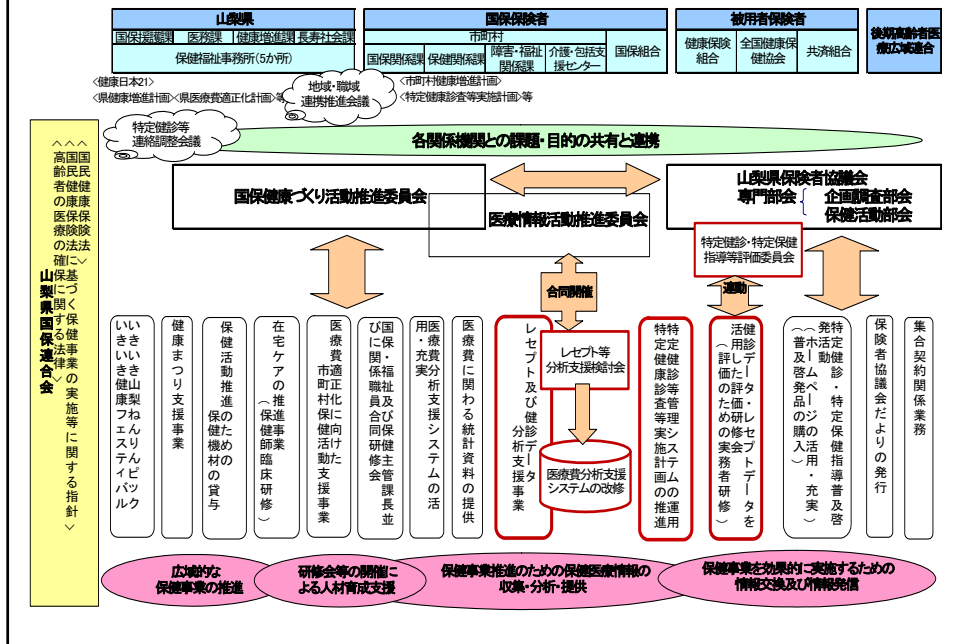 山梨県
国保援護課 医務課 健康増進課 長寿社会課
保健福祉事務所(5か所)
国保保険者
市町村
国保関係課 保健関係課 障害・福祉関係課 介護・包括支援センター
国保組合
被用者保険者
健康保険組合 全国健康保険協会 共済組合
後期高齢者医療広域連合
<健康日本21>
<県健康増進計画><県医療費適正化計画>等
<市町村健康増進計画>
<特定健康診査等実施計画>等
地域・職域
連携推進会議
特定健診等
連絡調整会議
各関係機関との課題・目的の共有と連携
国保健康づくり活動推進委員会
医療情報活動推進委員会
山梨県保険者協議会
専門部会 企画調査部会
保健活動部会
特定健診・特定保健
指導等評価委員会
合同開催
連動
山梨県国保連合会
<国民健康保険法>
<国民健康保険法に基づく保健事業の実施等に関する指針>
<高齢者の医療の確保に関する法律>
いきいき山梨ねんりんピック
いきいき健康フェスティバル
健康まつり支援事業
保健活動推進のための
保健機材の貸与
在宅ケアの推進事業
(保健師臨床研修)
医療費適正化に向けた
市町村保健活動支援事業
国保・福祉及び保健主管課長並
びに関係職員合同研修会
医療費分析支援システムの活
用・充実
医療費に関わる統計資料の提供
レセプト及び健診データ
分析支援事業
レセプト等
分析支援検討会
医療費分析支援
システムの改修
特定健診等管理システムの運用
特定健康診査等実施計画の推進
健診データ・レセプトデータを
活用した評価研修会
(評価のための実務者研修)
特定健診・特定保健指導普及啓
発活動
(ホームページの活用・充実)
(普及啓発品の購入)
保険者協議会だよりの発行
集合契約関係業務
広域的な
保健事業の推進
研修会等の開催に
よる人材育成支援
保健事業推進のための保健医療情報の
収集・分析・提供
保健事業を効果的に実施するための
情報交換及び情報発信